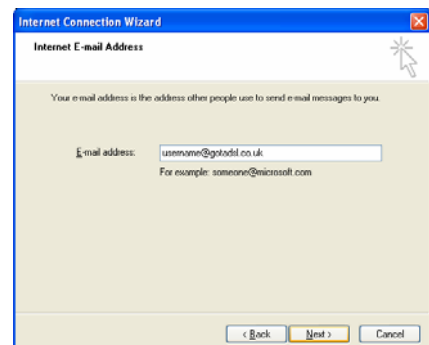 Internet Connection Wizard
Internet E-mail Address
Your e-mail address is the address other people use to send e-mail messages to you.
E-mail address: username@gotadsl.co.uk
For example: someone@microsoft.com
< Back Next > Cancel